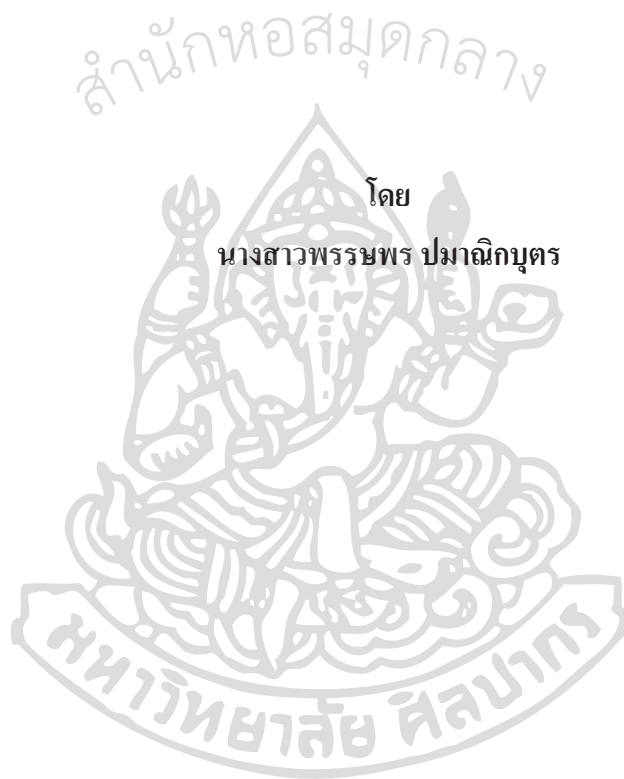 สำนักหอสมุดกลาง
โดย
นางสาวพรรษพร ปมาณิกบุตร
มหาวิทยาลัย ศิลปากร